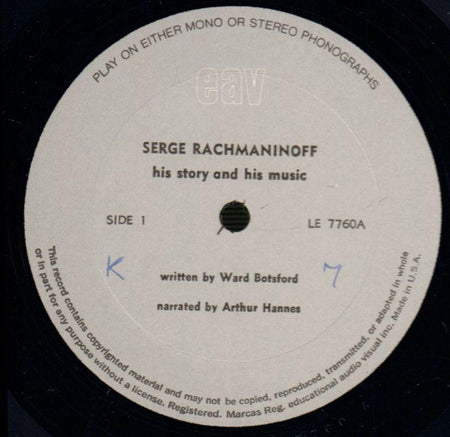 PLAY ON EITHER MONO OR STEREO PHONOGRAPHS
eav
SERGE RACHMANINOFF
his story and his music
SIDE 1
LE 7760A
K
7
written by Ward Botsford
narrated by Arthur Hannes
This record contains copyrighted material and may not be copied, reproduced, transmitted, or adapted in whole
or in part for any purpose without a license. Registered. Marcas Reg. educational audio visual inc. Made in U.S.A.